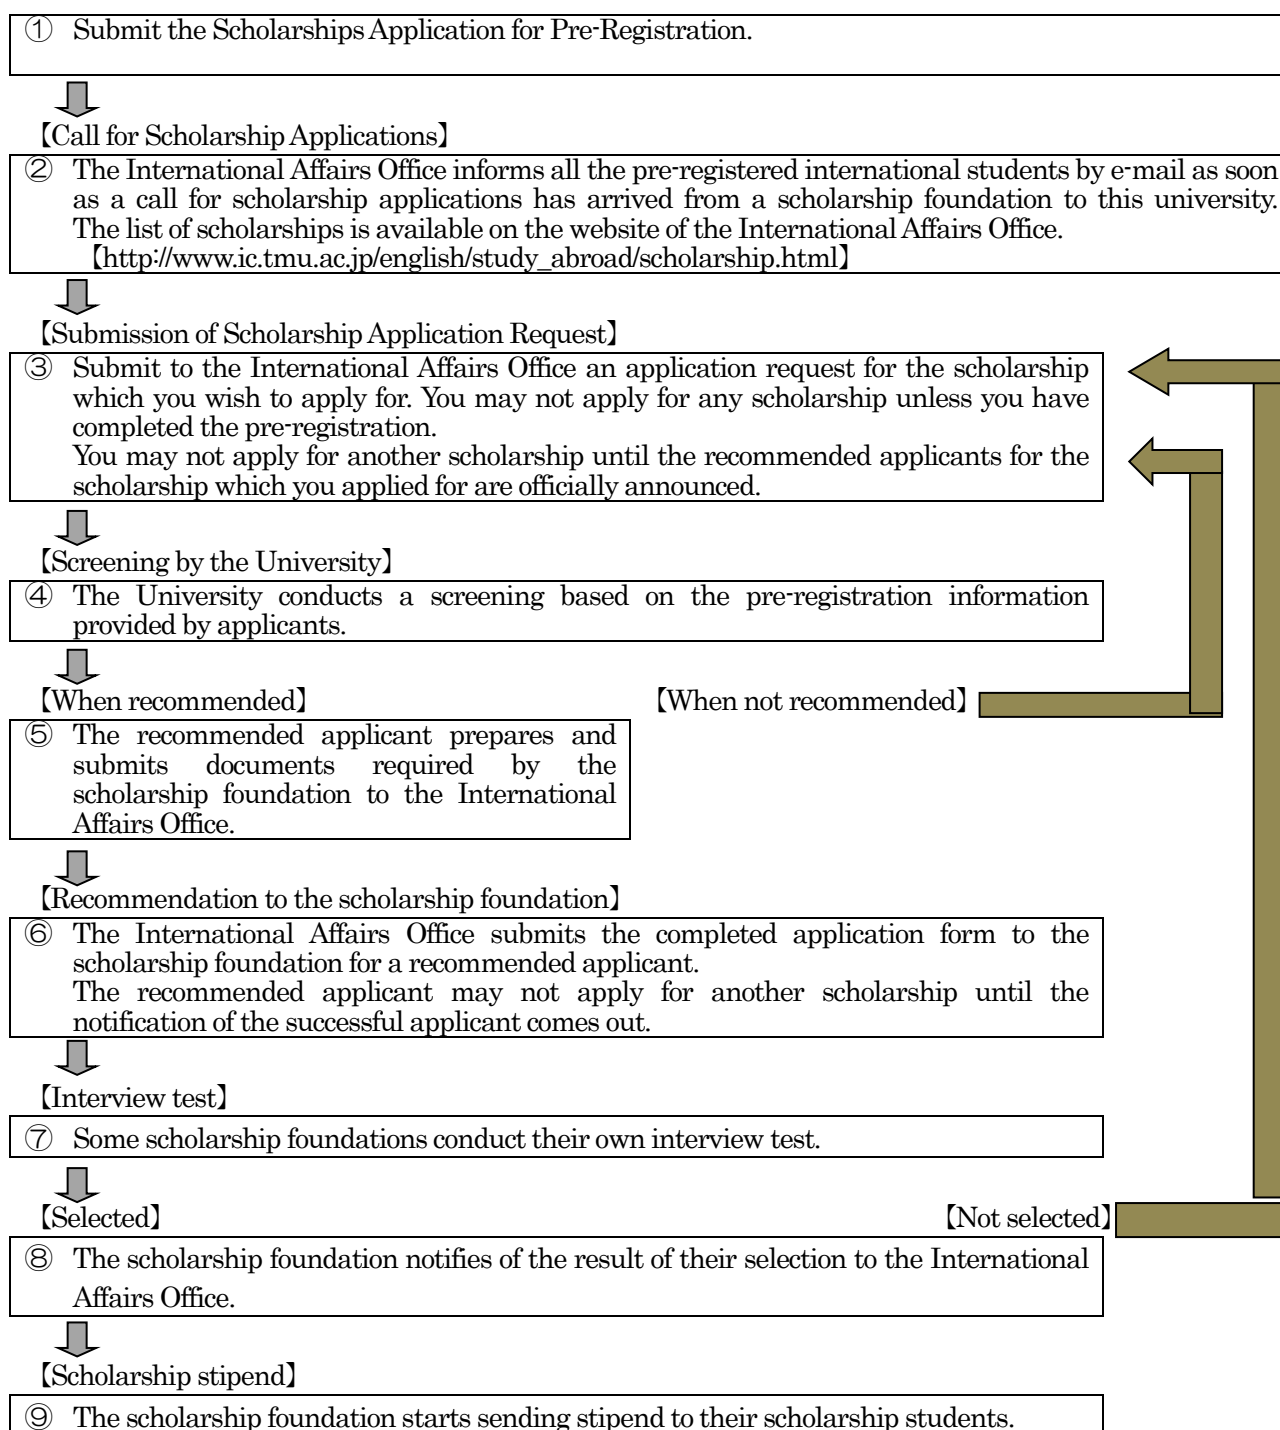 ① Submit the Scholarships Application for Pre-Registration.
【Call for Scholarship Applications】
② The International Affairs Office informs all the pre-registered international students by e-mail as soon
as a call for scholarship applications has arrived from a scholarship foundation to this university.
The list of scholarships is available on the website of the International Affairs Office.
【http://www.ic.tmu.ac.jp/english/study_abroad/scholarship.html】
【Submission of Scholarship Application Request】
③ Submit to the International Affairs Office an application request for the scholarship
which you wish to apply for. You may not apply for any scholarship unless you have
completed the pre-registration.
You may not apply for another scholarship until the recommended applicants for the
scholarship which you applied for are officially announced.
【Screening by the University】
④ The University conducts a screening based on the pre-registration information
provided by applicants.
【When recommended】 【When not recommended】
⑤ The recommended applicant prepares and
submits documents required by the
scholarship foundation to the International
Affairs Office.
【Recommendation to the scholarship foundation】
⑥ The International Affairs Office submits the completed application form to the
scholarship foundation for a recommended applicant.
The recommended applicant may not apply for another scholarship until the
notification of the successful applicant comes out.
【Interview test】
⑦ Some scholarship foundations conduct their own interview test.
【Selected】 【Not selected】
⑧ The scholarship foundation notifies of the result of their selection to the International
Affairs Office.
【Scholarship stipend】
⑨ The scholarship foundation starts sending stipend to their scholarship students.